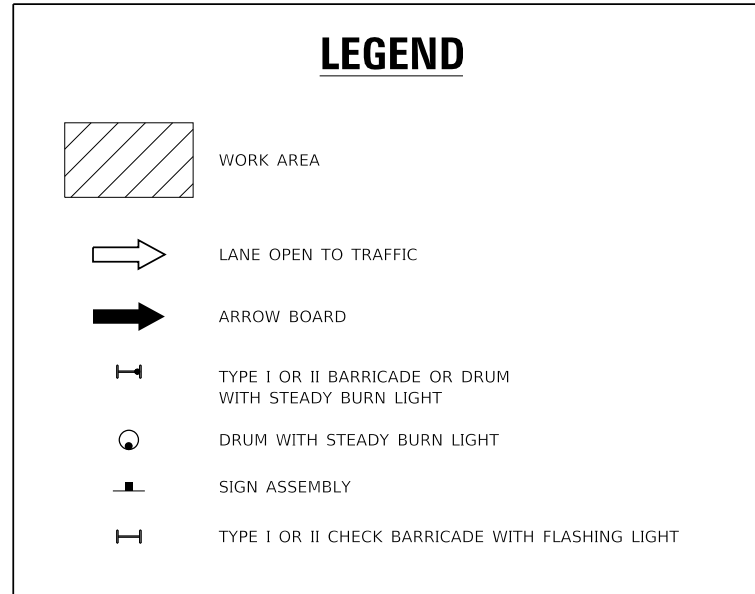 LEGEND
WORK AREA
LANE OPEN TO TRAFFIC
ARROW BOARD
TYPE I OR II BARRICADE OR DRUM
WITH STEADY BURN LIGHT
DRUM WITH STEADY BURN LIGHT
SIGN ASSEMBLY
TYPE I OR II CHECK BARRICADE WITH FLASHING LIGHT